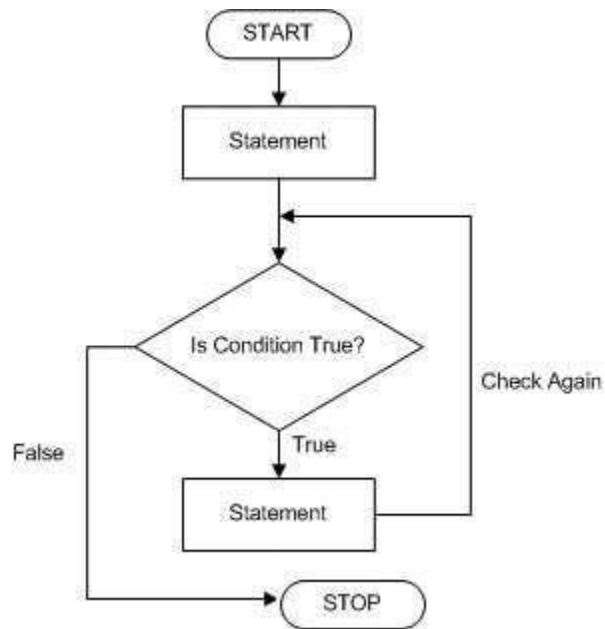 START
Statement
Is Condition True?
Check Again
False
True
Statement
STOP